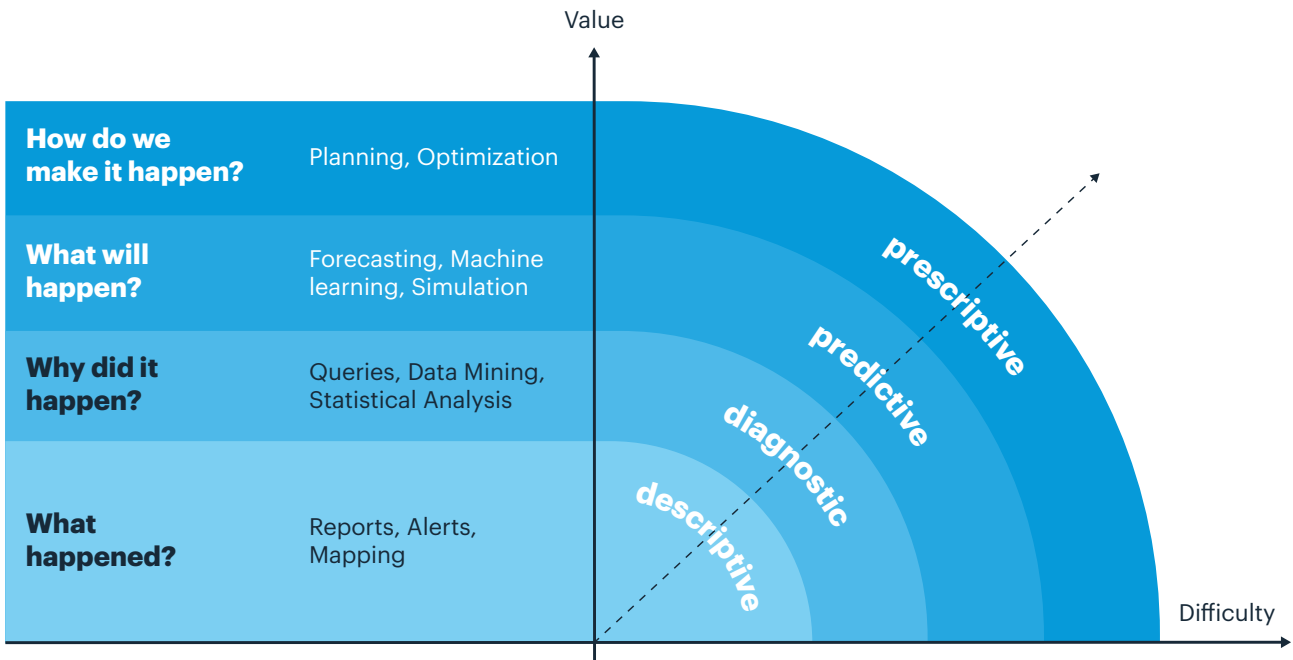 Value
How do we
make it happen?
Planning, Optimization
What will
happen?
Forecasting, Machine
learning, Simulation
Why did it
happen?
Queries, Data Mining,
Statistical Analysis
What
happened?
Reports, Alerts,
Mapping
prescriptive
predictive
diagnostic
descriptive
Difficulty